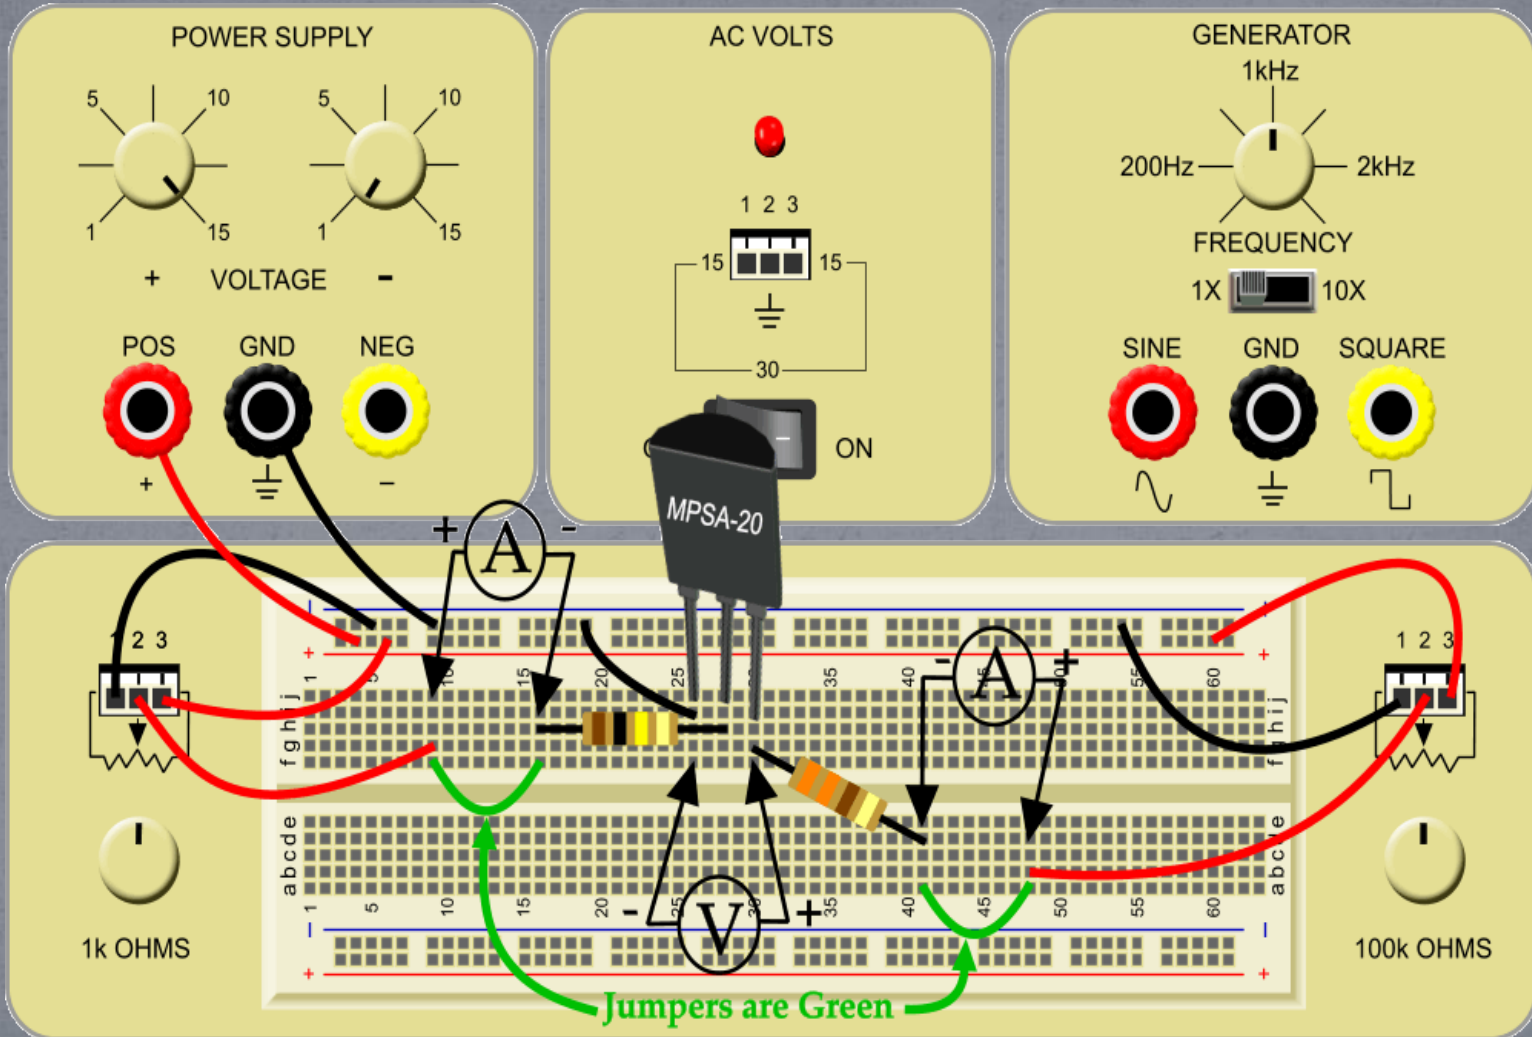 POWER SUPPLY
5 10 5 10
1 15 1 15
+ VOLTAGE -
POS GND NEG
+ -
AC VOLTS
1 2 3
15 15
30
ON
GENERATOR
1kHz
200Hz 2kHz
FREQUENCY
1X 10X
SINE GND SQUARE
MPSA-20
+ A -
1 2 3
1 5 10 15 20 25 35 40 55 60
- A +
1 2 3
f g h i j
f g h i j
a b c d e
a b c d e
1 5 10 15 20 25 30 35 40 45 50 55 60
- V +
1k OHMS
100k OHMS
Jumpers are Green